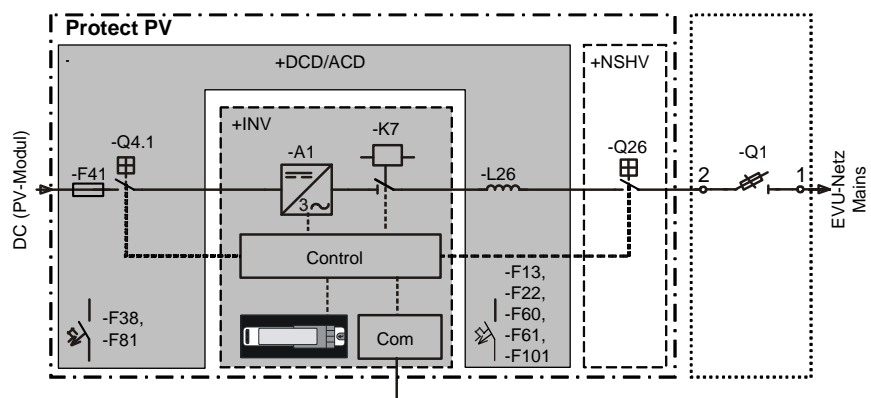 Protect PV
-
+DCD/ACD
+NSHV
+INV
-Q4.1
-F41
-A1
-K7
-L26
-Q26
2
-Q1
1
DC (PV-Modul)
EVU-Netz
Mains
3
Control
Com
-F38,
-F81
-F13,
-F22,
-F60,
-F61,
-F101